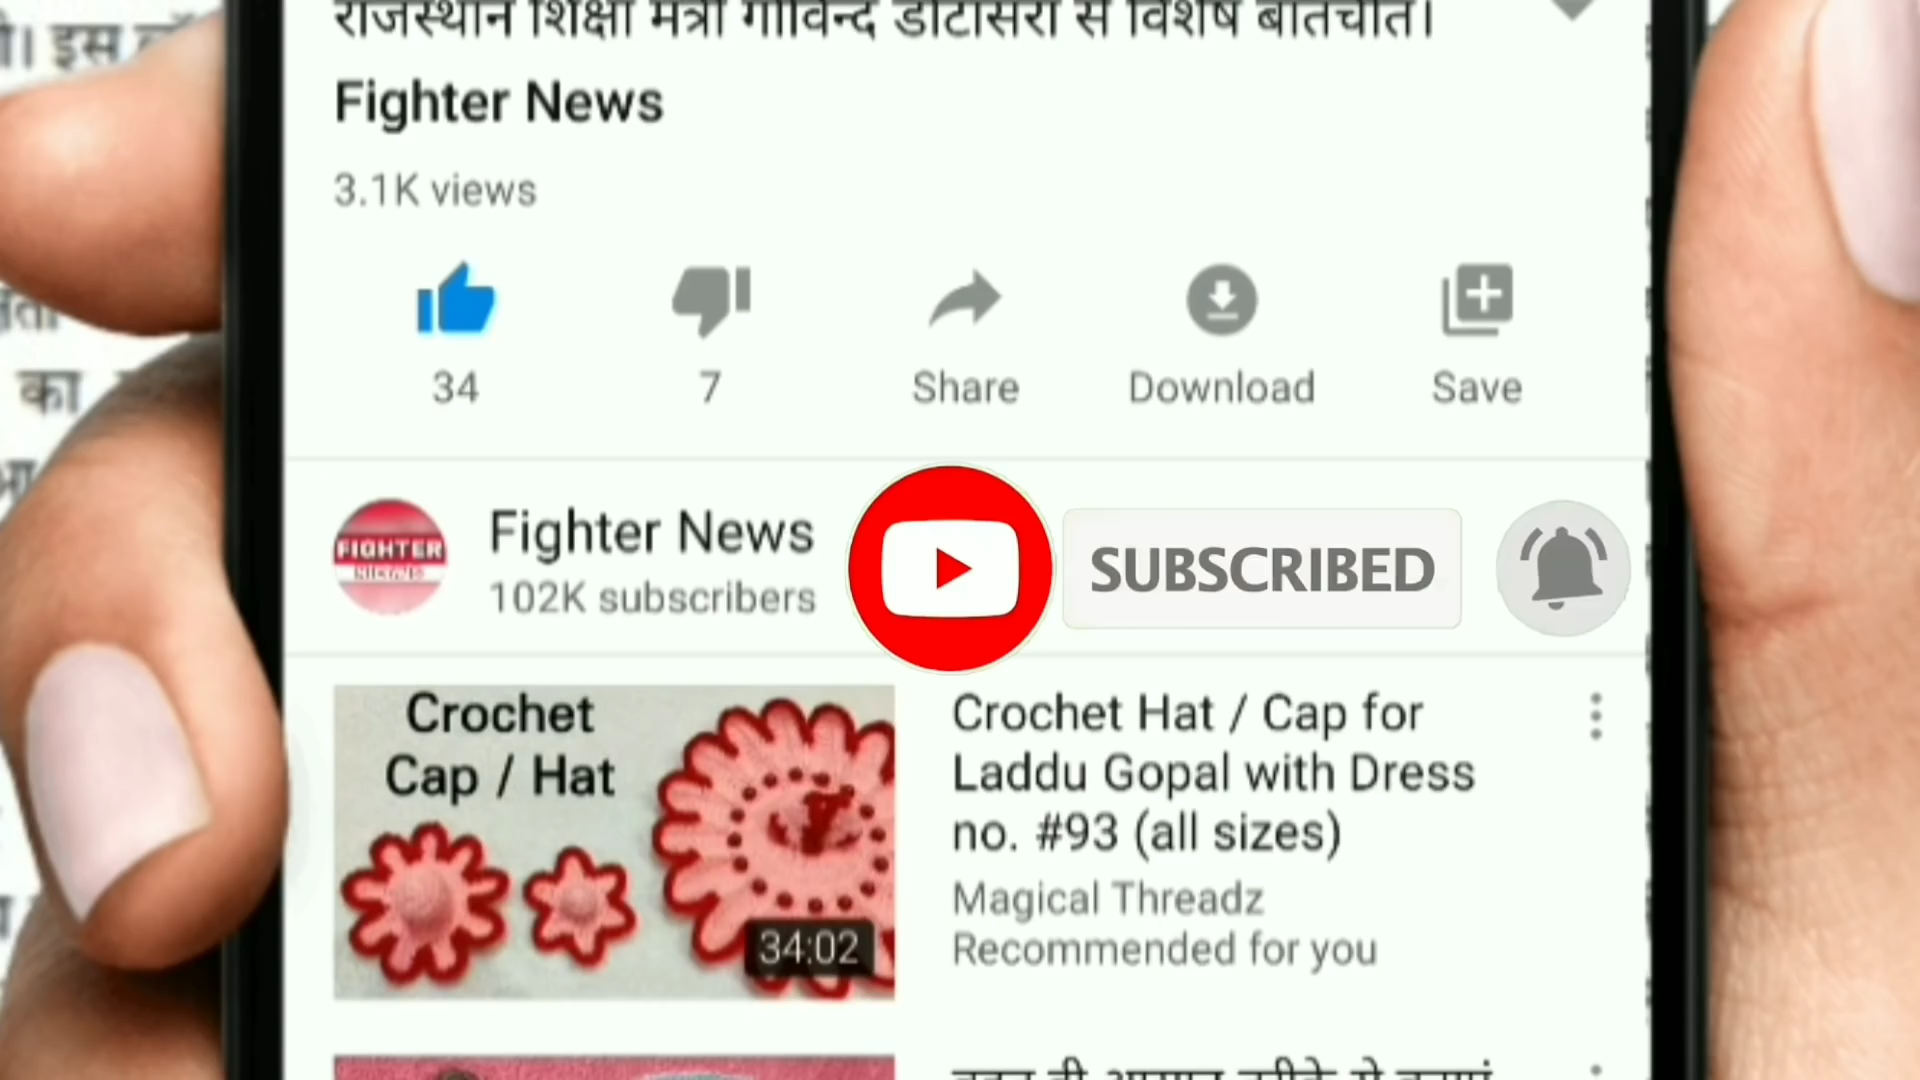 राजस्थान शिक्षा मंत्री गोविन्द डोटासरा से विशेष बातचीत।
। इस
Fighter News
3.1K views
34
7
Share
Download
Save
का
FIGHTER
Fighter News
102K subscribers
SUBSCRIBED
Crochet
Cap / Hat
34:02
Crochet Hat / Cap for
Laddu Gopal with Dress
no. #93 (all sizes)
Magical Threadz
Recommended for you